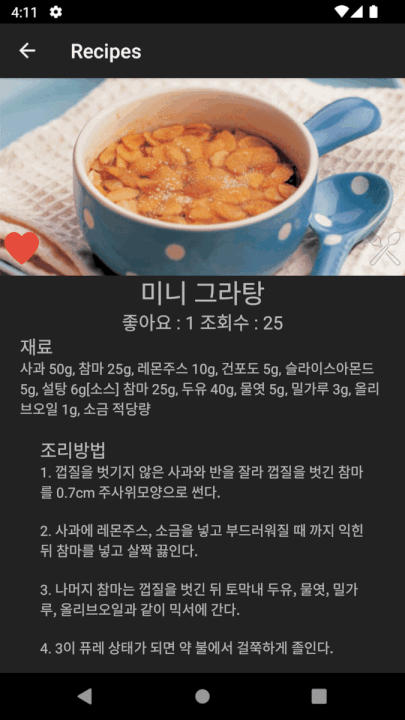 4:11
Recipes
미니 그라탕
좋아요 : 1 조회수 : 25
재료
사과 50g, 참마 25g, 레몬주스 10g, 건포도 5g, 슬라이스아몬드
5g, 설탕 6g[소스] 참마 25g, 두유 40g, 물엿 5g, 밀가루 3g, 올리
브오일 1g, 소금 적당량
조리방법
1. 껍질을 벗기지 않은 사과와 반을 잘라 껍질을 벗긴 참마
를 0.7cm 주사위모양으로 썬다.
2. 사과에 레몬주스, 소금을 넣고 부드러워질 때 까지 익힌
뒤 참마를 넣고 살짝 끓인다.
3. 나머지 참마는 껍질을 벗긴 뒤 토막내 두유, 물엿, 밀가
루, 올리브오일과 같이 믹서에 간다.
4. 3이 퓨레 상태가 되면 약 불에서 걸쭉하게 졸인다.